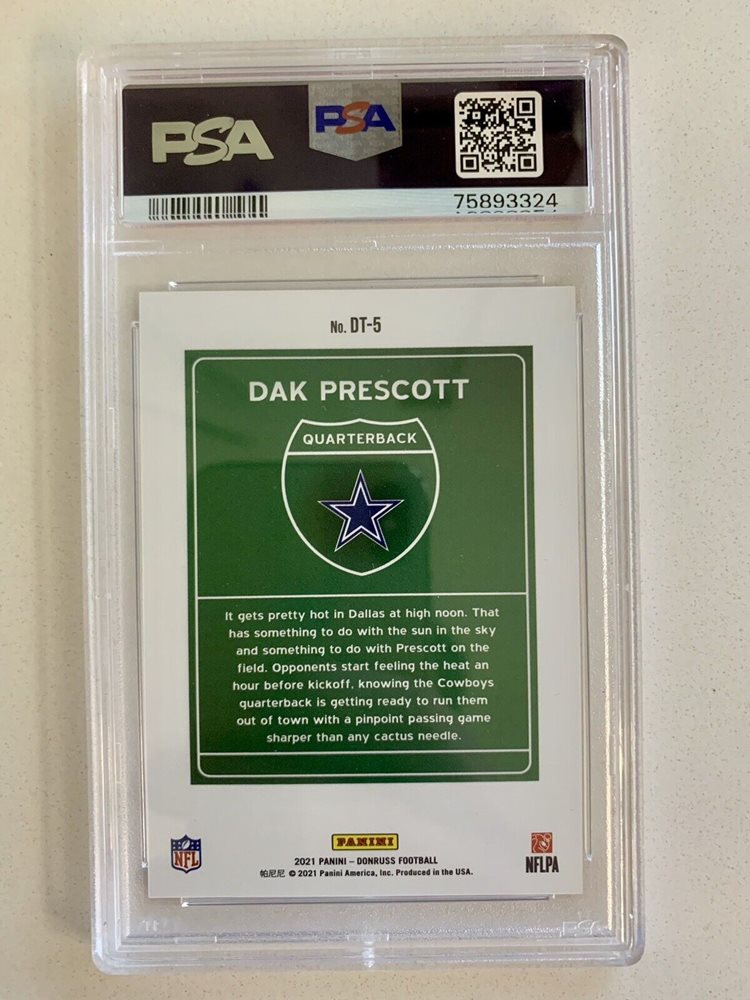 PSA
PSA
75893324
No. DT-5
DAK PRESCOTT
QUARTERBACK
It gets pretty hot in Dallas at high noon. That
has something to do with the sun in the sky
and something to do with Prescott on the
field. Opponents start feeling the heat an
hour before kickoff, knowing the Cowboys
quarterback is getting ready to run them
out of town with a pinpoint passing game
sharper than any cactus needle.
NFL
PANINI
2021 PANINI – DONRUSS FOOTBALL
帕尼尼 © 2021 Panini America, Inc. Produced in the USA.
NFLPA